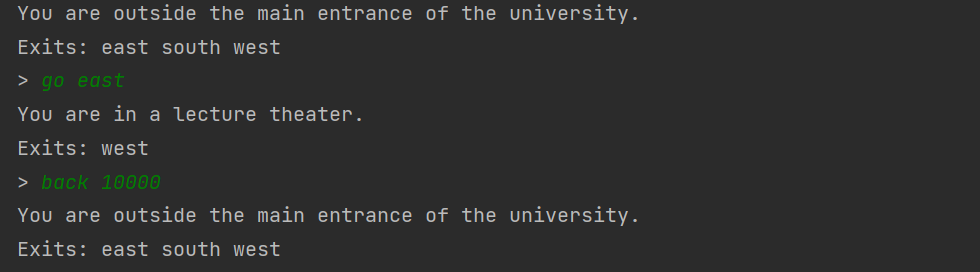 You are outside the main entrance of the university.
Exits: east south west
> go east
You are in a lecture theater.
Exits: west
> back 10000
You are outside the main entrance of the university.
Exits: east south west